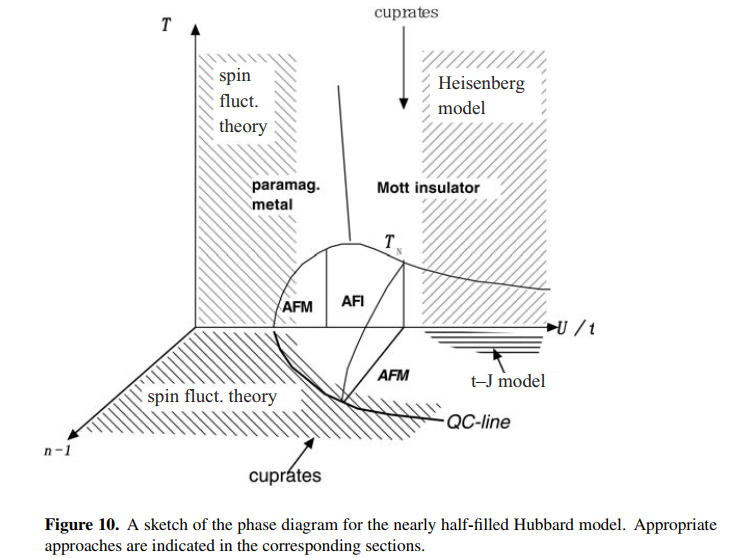 cuprates
T
spin
fluct.
theory
Heisenberg
model
paramag.
metal
Mott insulator
T N
AFM
AFI
U / t
AFM
t–J model
spin fluct. theory
QC-line
n-1
cuprates
Figure 10. A sketch of the phase diagram for the nearly half-filled Hubbard model. Appropriate
approaches are indicated in the corresponding sections.